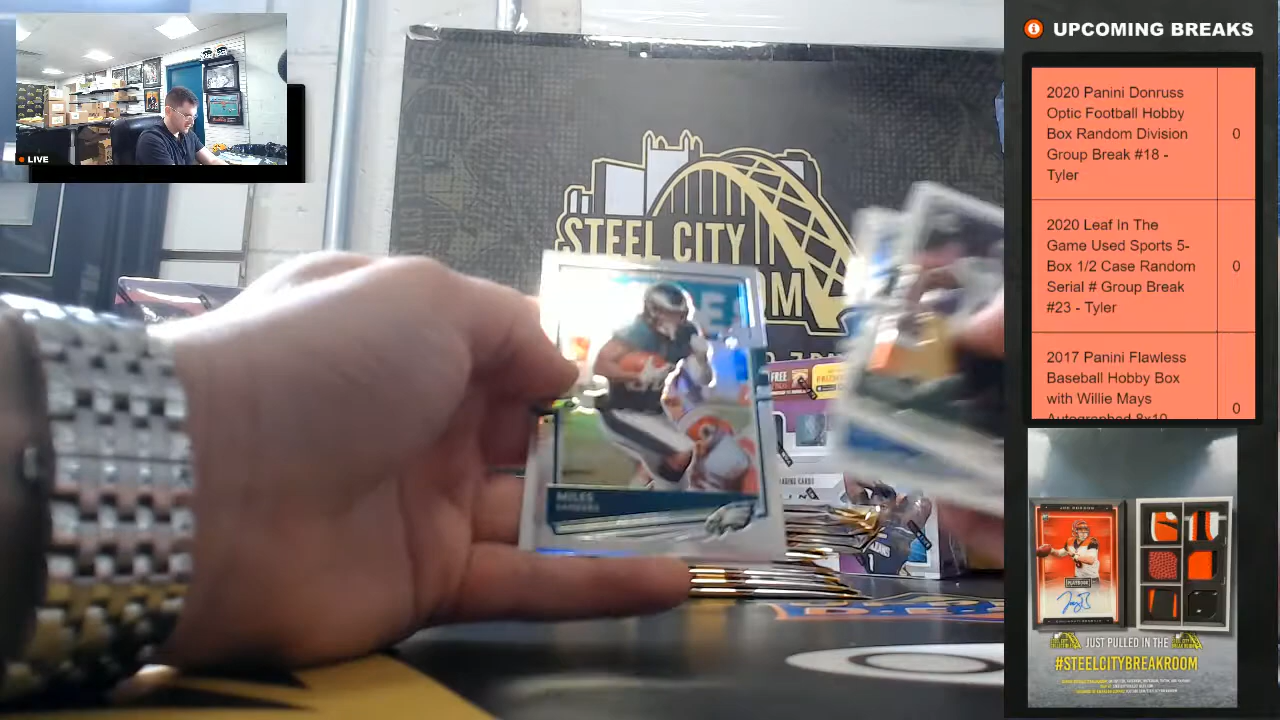 UPCOMING BREAKS
2020 Panini Donruss
Optic Football Hobby
Box Random Division
Group Break #18 -
Tyler
0
2020 Leaf In The
Game Used Sports 5-
Box 1/2 Case Random
Serial # Group Break
#23 - Tyler
0
2017 Panini Flawless
Baseball Hobby Box
with Willie Mays
Autographed 8x10
0
LIVE
STEEL CITY
MILES
SANDERS
FREE
JUST PULLED IN THE
#STEELCITYBREAKROOM